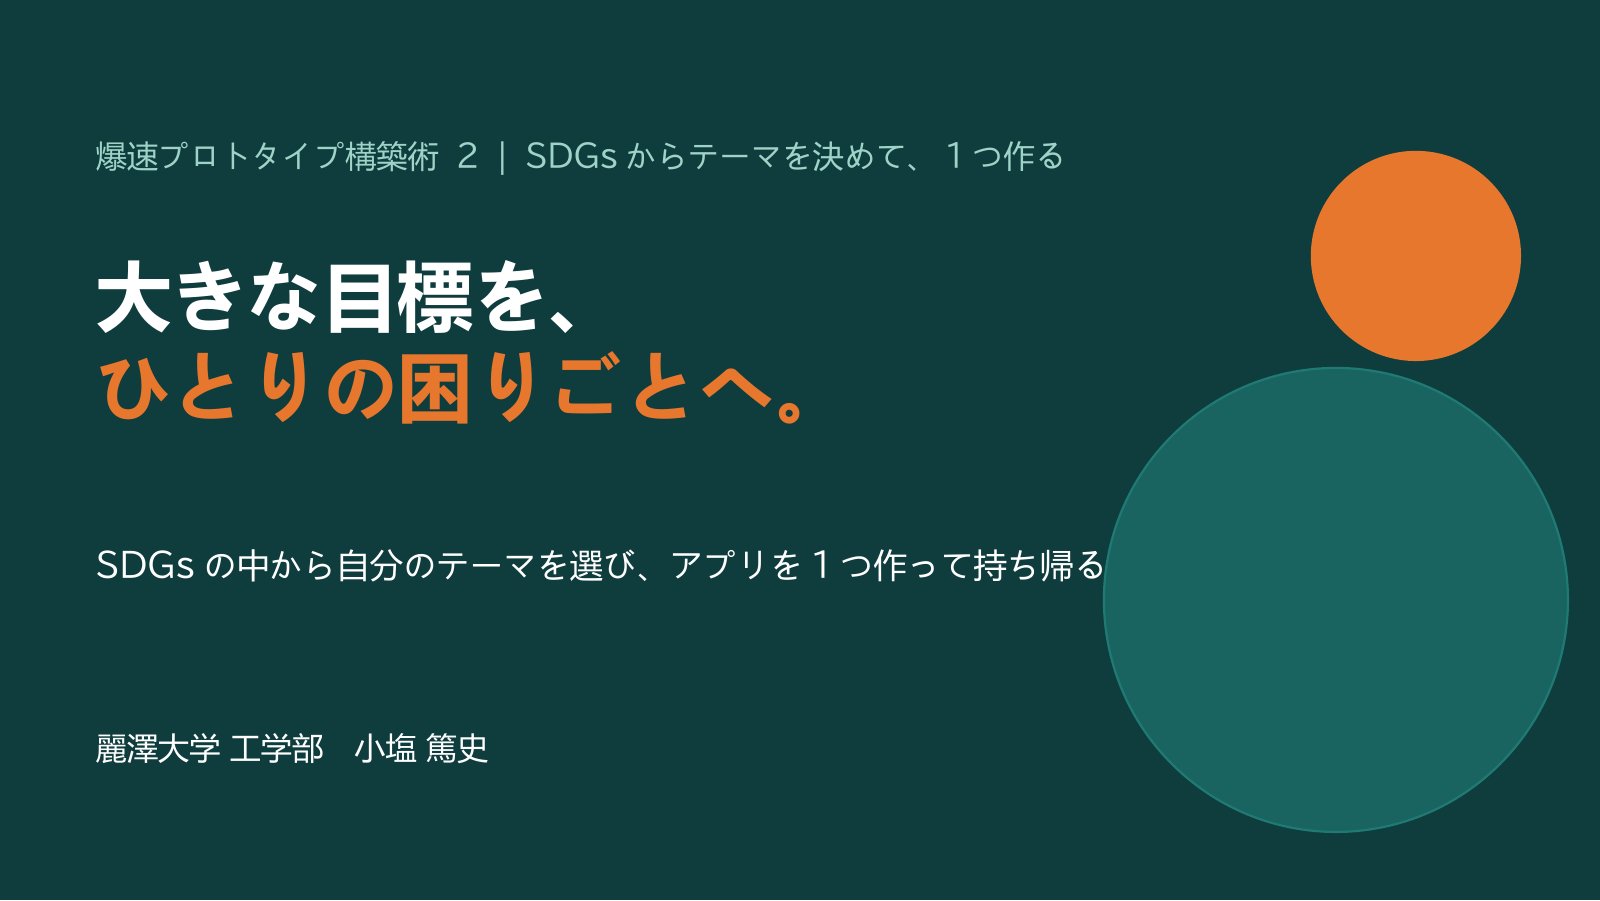 爆速プロトタイプ構築術 2 | SDGs からテーマを決めて、1つ作る
大きな目標を、
ひとりの困りごとへ。
SDGs の中から自分のテーマを選び、アプリを1つ作って持ち帰る
麗澤大学 工学部　小塩 篤史